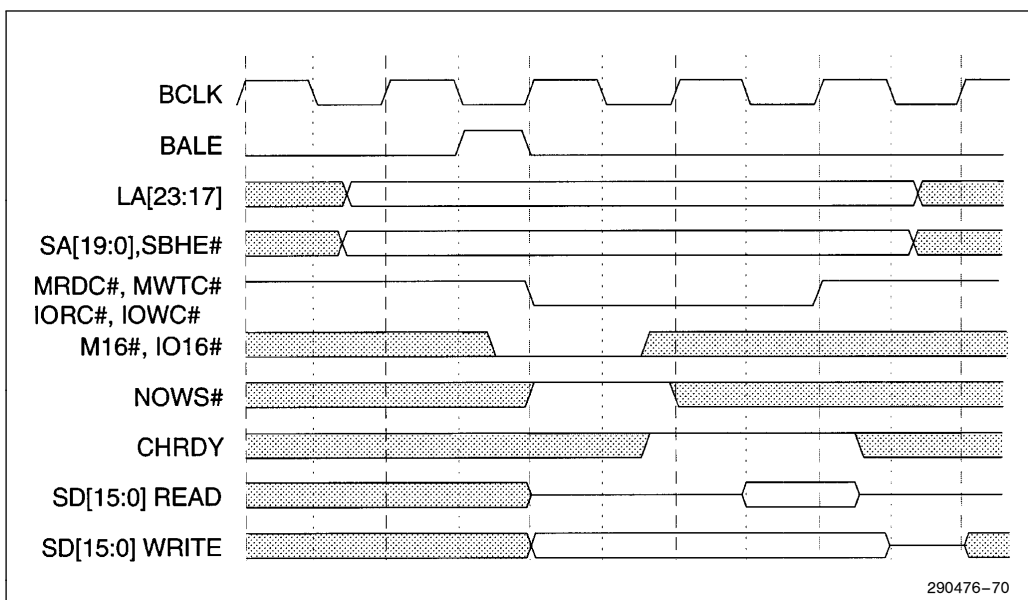 BCLK
BALE
LA[23:17]
SA[19:0],SBHE#
MRDC#, MWTC#
IORC#, IOWC#
M16#, IO16#
NOWS#
CHRDY
SD[15:0] READ
SD[15:0] WRITE
290476–70